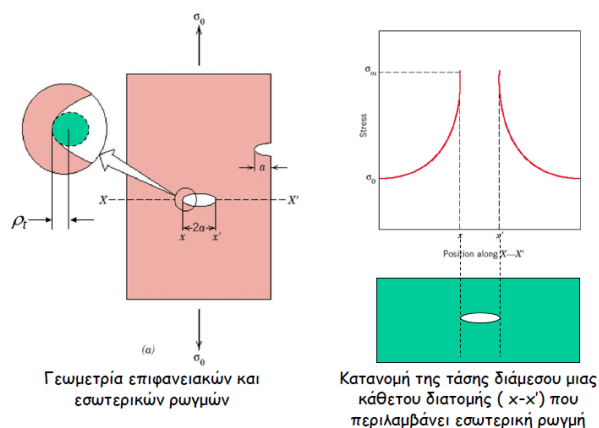 σ₀
ρₜ
a
X
X'
2a
x
x'
(a)
σ₀
Γεωμετρία επιφανειακών και
εσωτερικών ρωγμών
σₘ
Stress
σ₀
x
x'
Position along X—X'
Κατανομή της τάσης διάμεσου μιας
κάθετου διατομής ( x-x') που
περιλαμβάνει εσωτερική ρωγμή